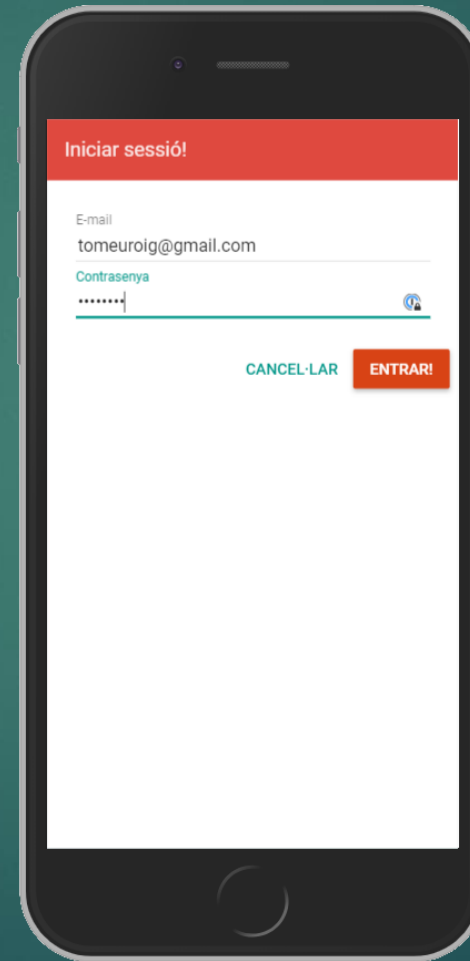 Iniciar sessió!
E-mail
tomeuroig@gmail.com
Contrasenya
••••••••
CANCEL·LAR ENTRAR!